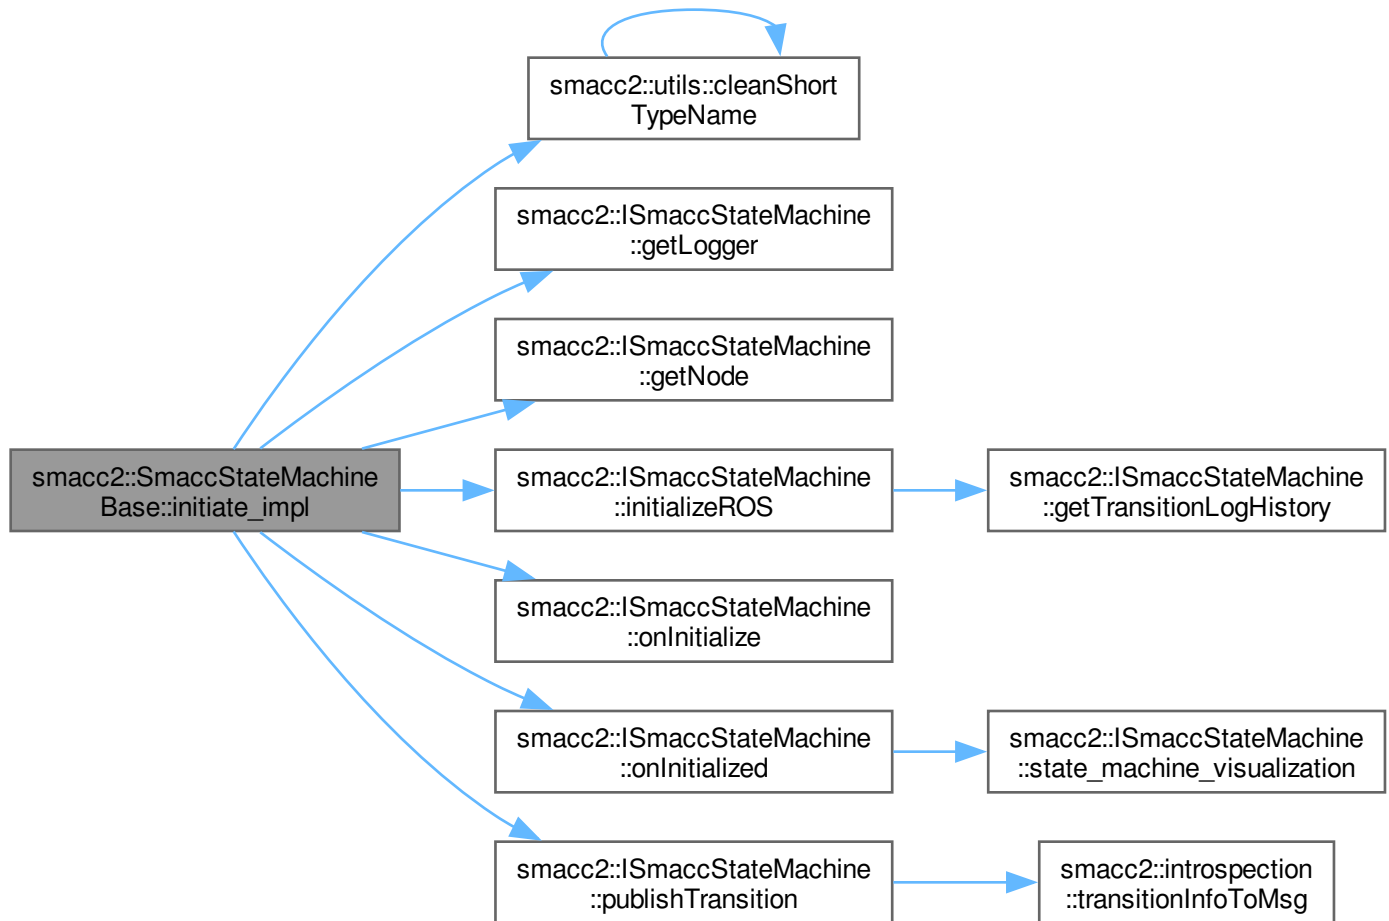 smacc2::utils::cleanShort
TypeName
smacc2::ISmaccStateMachine
::getLogger
smacc2::ISmaccStateMachine
::getNode
smacc2::SmaccStateMachine
Base::initiate_impl
smacc2::ISmaccStateMachine
::initializeROS
smacc2::ISmaccStateMachine
::getTransitionLogHistory
smacc2::ISmaccStateMachine
::onInitialize
smacc2::ISmaccStateMachine
::onInitialized
smacc2::ISmaccStateMachine
::state_machine_visualization
smacc2::ISmaccStateMachine
::publishTransition
smacc2::introspection
::transitionInfoToMsg